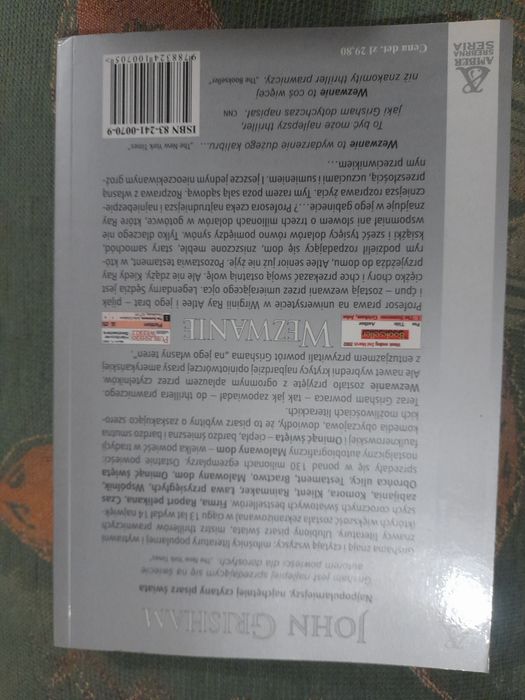 JOHN GRISHAM
Najpopularniejszy, najchętniej czytany pisarz świata
Grisham jest najlepiej sprzedającym się na świecie
autorem powieści dla dorosłych. „The New York Times”
Grishama znają i czytają wszyscy: miłośnicy literatury popularnej i wytrawni
znawcy literatury. Ulubiony pisarz świata, mistrz thrillerów prawniczych
(których większość została zekranizowana) w ciągu 13 lat wydał 14 najwięk-
szych corocznych światowych bestsellerów. Firma, Raport pelikana, Czas
zabijania, Komora, Klient, Rainmaker, Ława przysięgłych, Wspólnik,
Obrońca ulicy, Testament, Bractwo, Malowany dom, Omiń́ święta
sprzedały się w ponad 130 milionach egzemplarzy. Ostatnie powieści:
nostalgiczny autobiograficzny Malowany dom – wielka powieść w tradycji
faulknerowskiej i Ominąć święta – ciepła, bardzo śmieszna i bardzo smutna
komedia obyczajowa, dowiodły, że to pisarz wybitny o zaskakująco szero-
kich możliwościach literackich.
Teraz Grisham powraca – tak jak zapowiadał – do thrillera prawniczego.
Wezwanie zostało przyjęte z ogromnym aplauzem przez czytelników.
Ale nawet wybredni krytycy najbardziej opiniotwórczej prasy amerykańskiej
z entuzjazmem przywitali powrót Grishama „na jego własny teren”.
Bookseller
WEZWANIE
Profesor prawa na uniwersytecie w Wirginii Ray Atlee i jego brat – pijak
i ćpun – zostają wezwani przez umierającego ojca. Legendarny sędzia jest
ciężko chory i chce przekazać swoją ostatnią wolę. Ale nie zdąży. Kiedy Ray
przyjeżdża do domu, Atlee senior już nie żyje. Pozostawia testament, w któ-
rym podzielił rozpadający się dom, zniszczone meble, stary samochód,
książki i sześć tysięcy dolarów równo pomiędzy synów. Tylko dlaczego nie
wspomniał ani słowem o trzech milionach dolarów w gotówce, które Ray
znajduje w jego gabinecie...? Profesora czeka najtrudniejsza i najniebezpie-
czniejsza rozprawa życia. Tym razem poza salą sądową. Rozprawa z własną
przeszłością, uczuciami i sumieniem. I jeszcze jednym nieoczekiwanym groź-
nym przeciwnikiem...
Wezwanie to wydarzenie dużego kalibru... „The New York Times”
To być może najlepszy thriller,
jaki Grisham dotychczas napisał. CNN
Wezwanie to coś więcej
niż znakomity thriller prawniczy. „The Bookseller”
Cena det. zł 29,80
ISBN 83-241-0070-9
9788324100705
AMBER
SREBRNA
SERIA